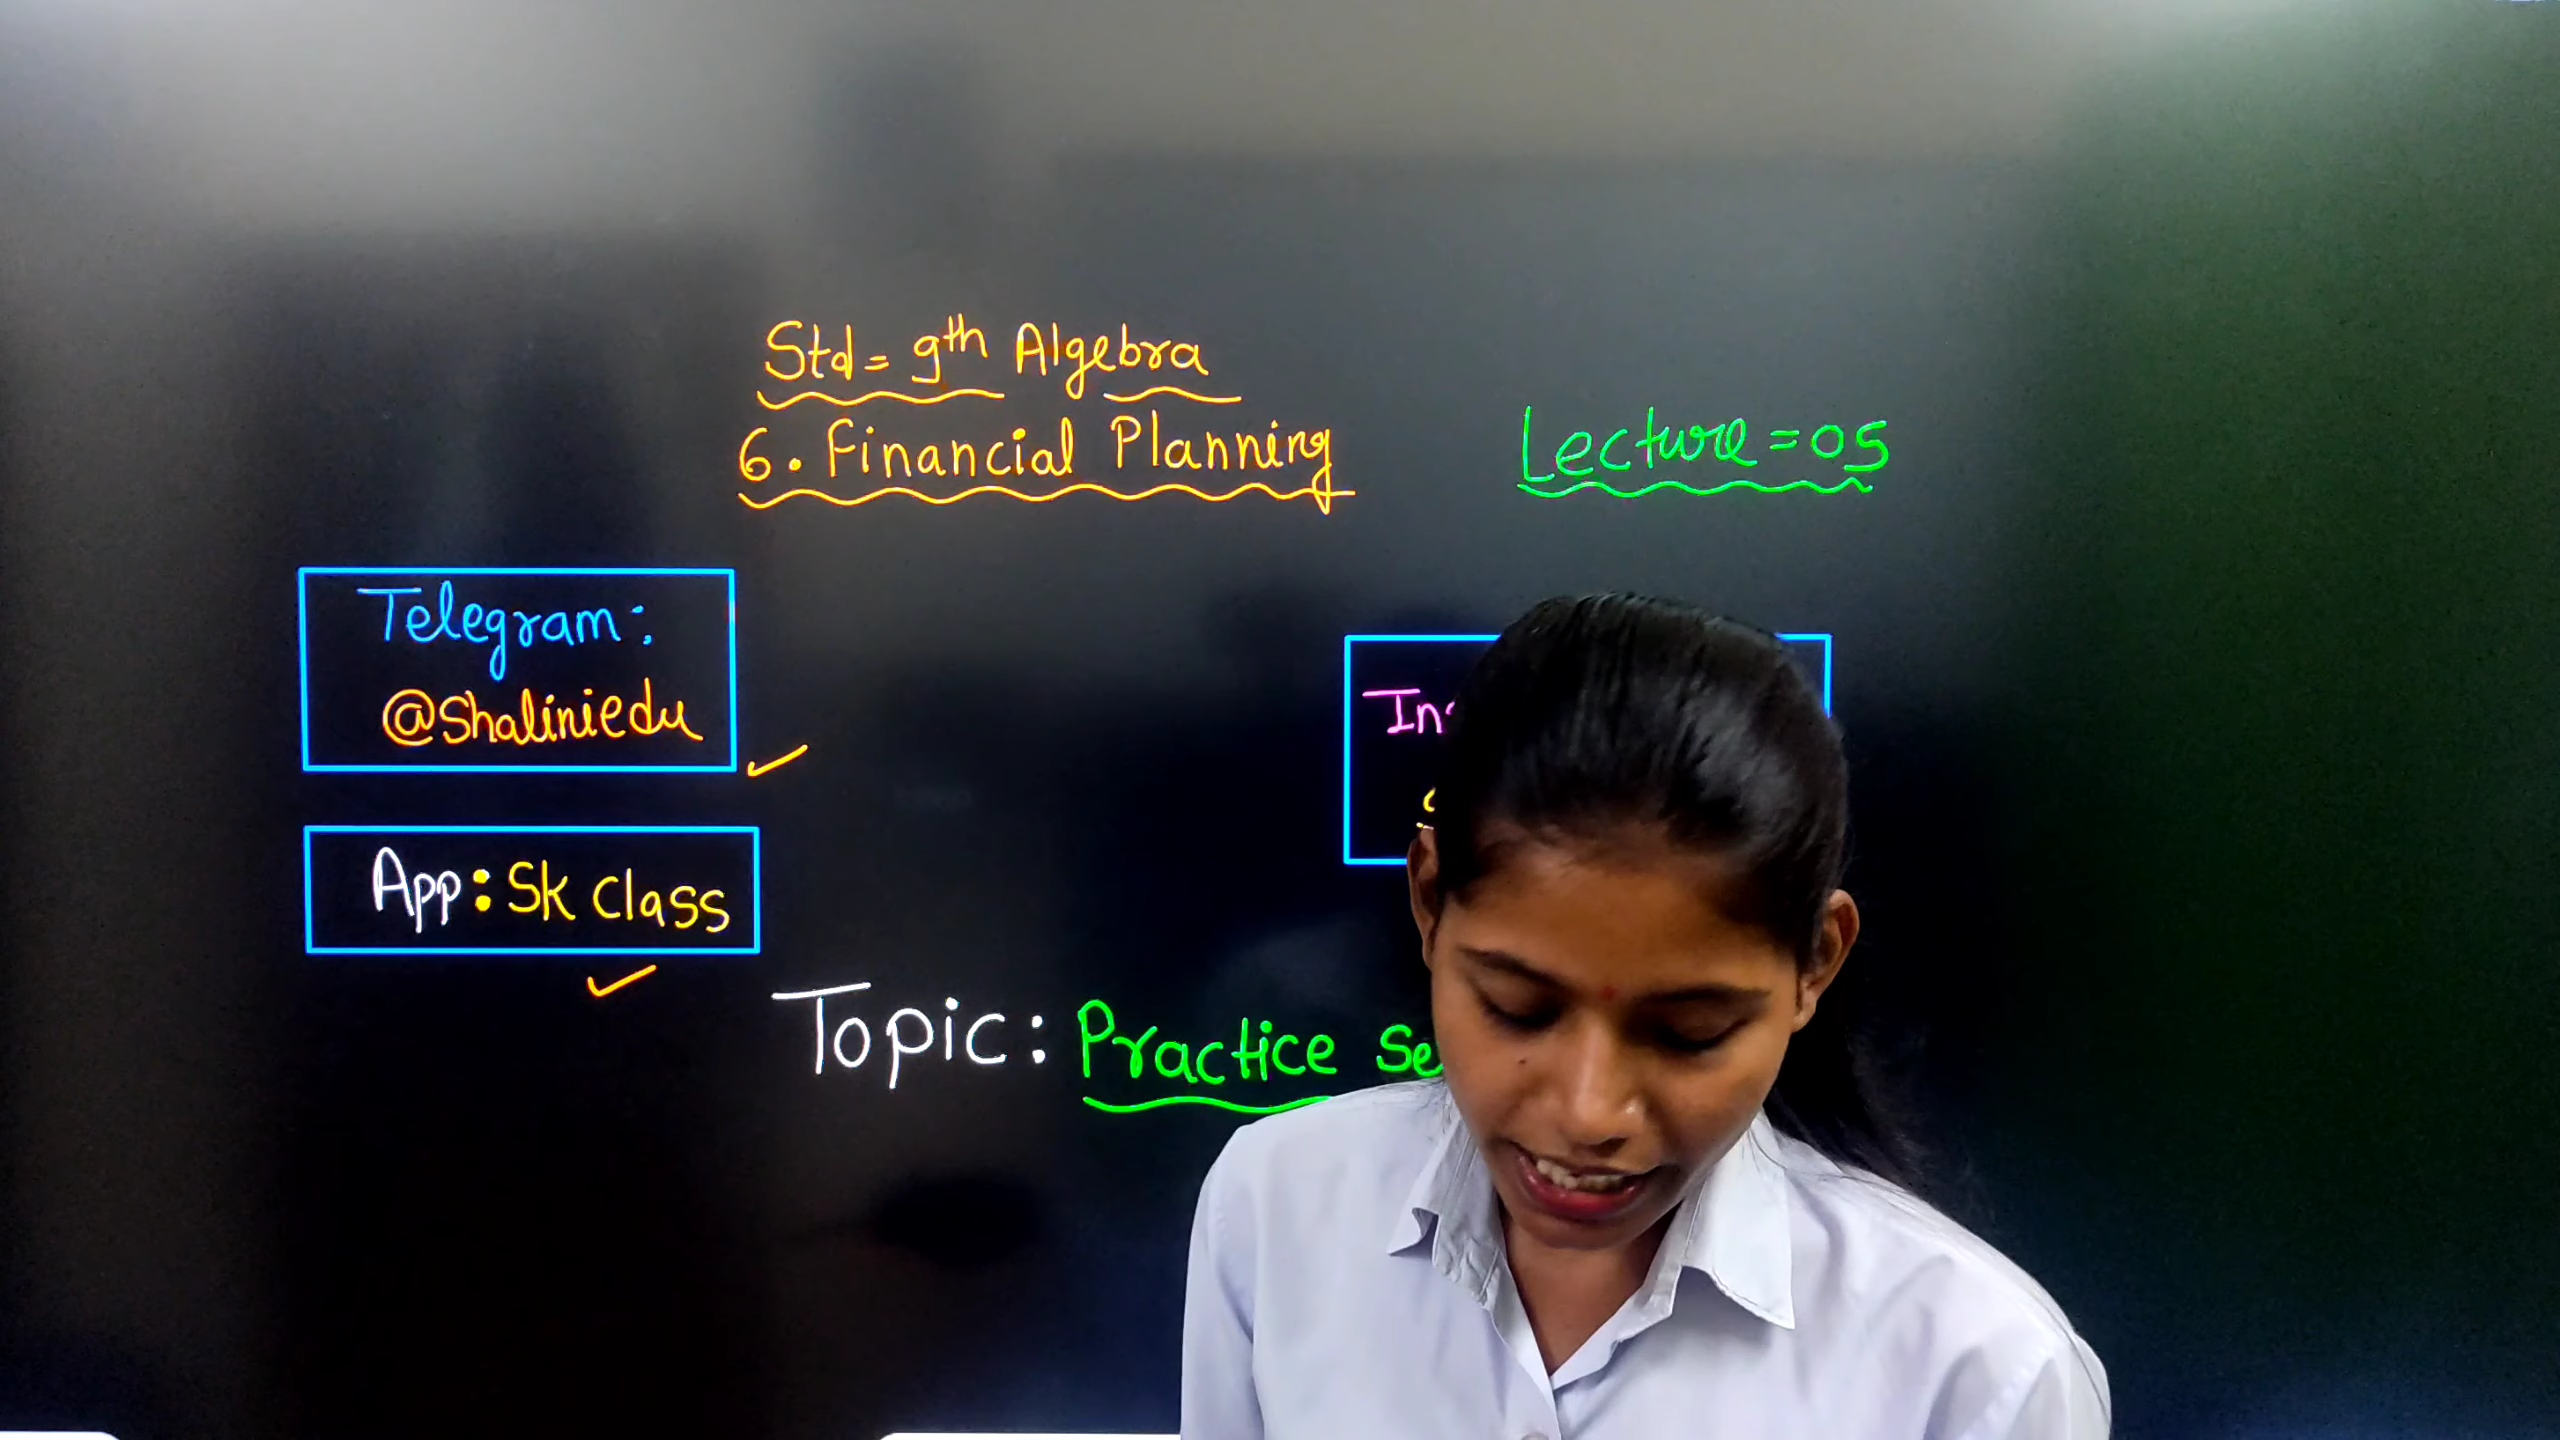 Std= 9th Algebra
6. Financial Planning
Lecture = 05
Telegram:
@Shaliniedu
App: Sk Class
Topic: Practice